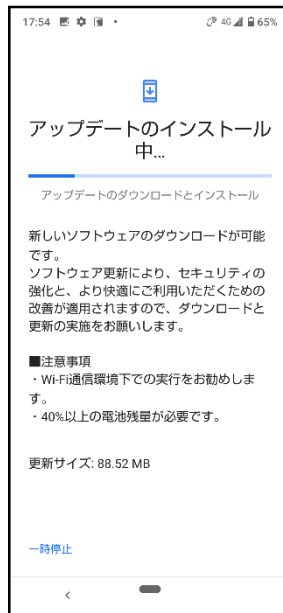 17:54 4G 65%
アップデートのインストール
中...
アップデートのダウンロードとインストール
新しいソフトウェアのダウンロードが可能
です。
ソフトウェア更新により、セキュリティの
強化と、より快適にご利用いただくための
改善が適用されますので、ダウンロードと
更新の実施をお願いします。
■注意事項
・Wi-Fi通信環境下での実行をお勧めしま
す。
・40%以上の電池残量が必要です。
更新サイズ: 88.52 MB
一時停止